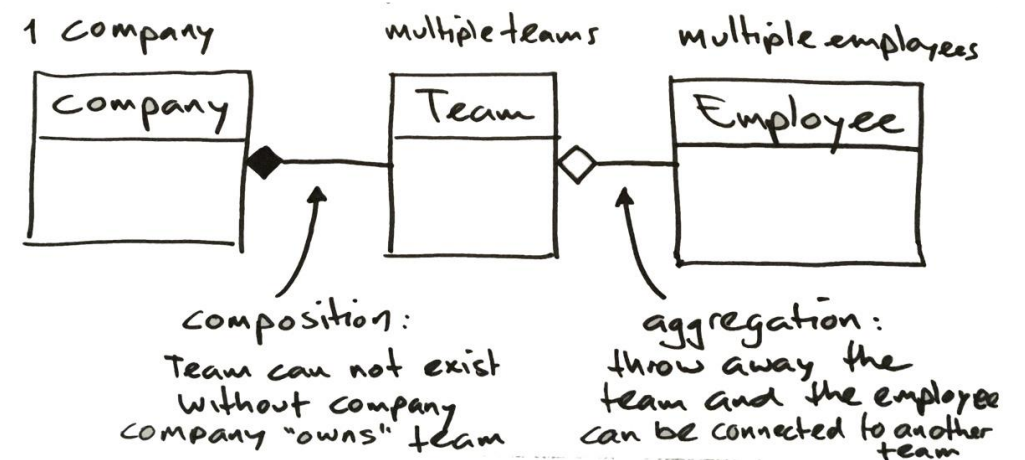 1 company
multiple teams
multiple employees
Company
Team
Employee
composition:
Team can not exist
without company
company "owns" team
aggregation:
throw away the
team and the employee
can be connected to another
team